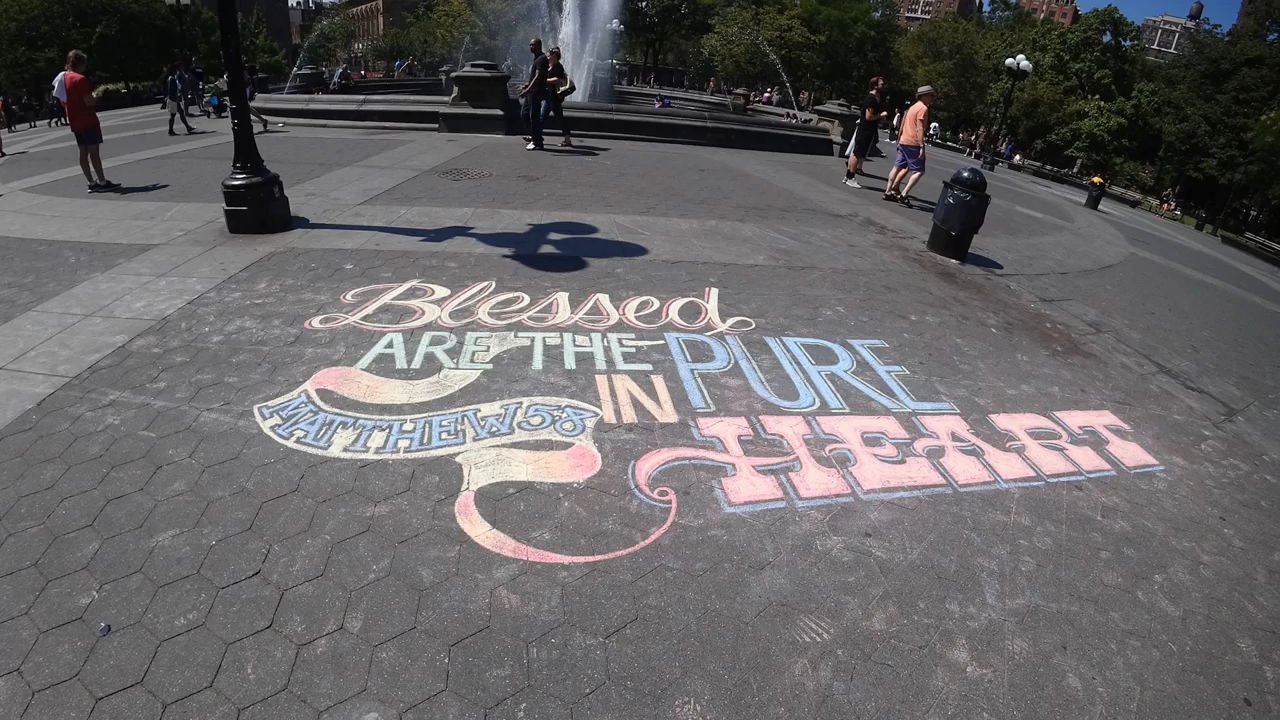 Blessed
ARE THE PURE
IN
HEART
MATTHEW 5:8